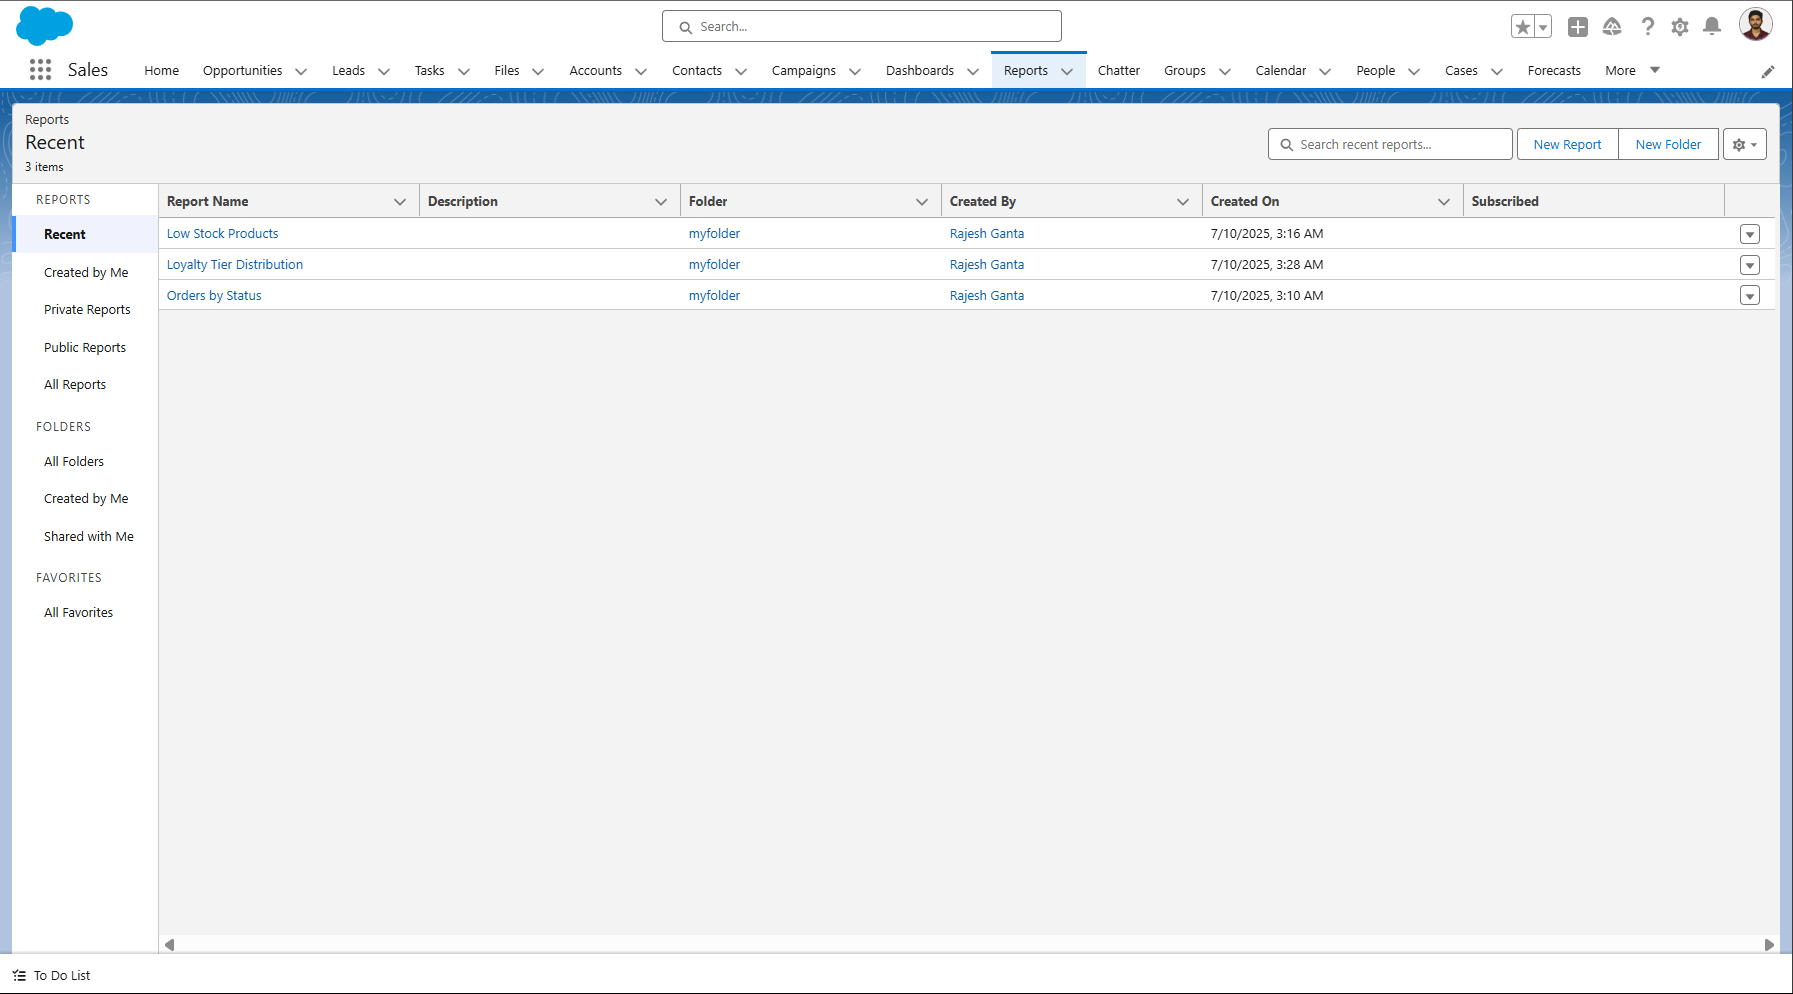 Search...
Sales
Home
Opportunities
Leads
Tasks
Files
Accounts
Contacts
Campaigns
Dashboards
Reports
Chatter
Groups
Calendar
People
Cases
Forecasts
More
Reports
Recent
3 items
Search recent reports...
New Report
New Folder
REPORTS
Recent
Created by Me
Private Reports
Public Reports
All Reports
FOLDERS
All Folders
Created by Me
Shared with Me
FAVORITES
All Favorites
Report Name Description Folder Created By Created On Subscribed
Low Stock Products myfolder Rajesh Ganta 7/10/2025, 3:16 AM
Loyalty Tier Distribution myfolder Rajesh Ganta 7/10/2025, 3:28 AM
Orders by Status myfolder Rajesh Ganta 7/10/2025, 3:10 AM
To Do List